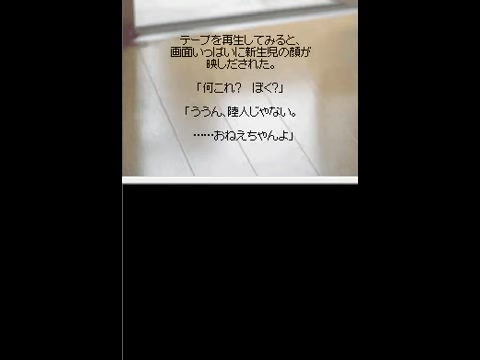 テープを再生してみると、
画面いっぱいに新生児の顔が
映しだされた。
「何これ?　ぼく?」
「ううん、陸人じゃない。
……おねえちゃんよ」